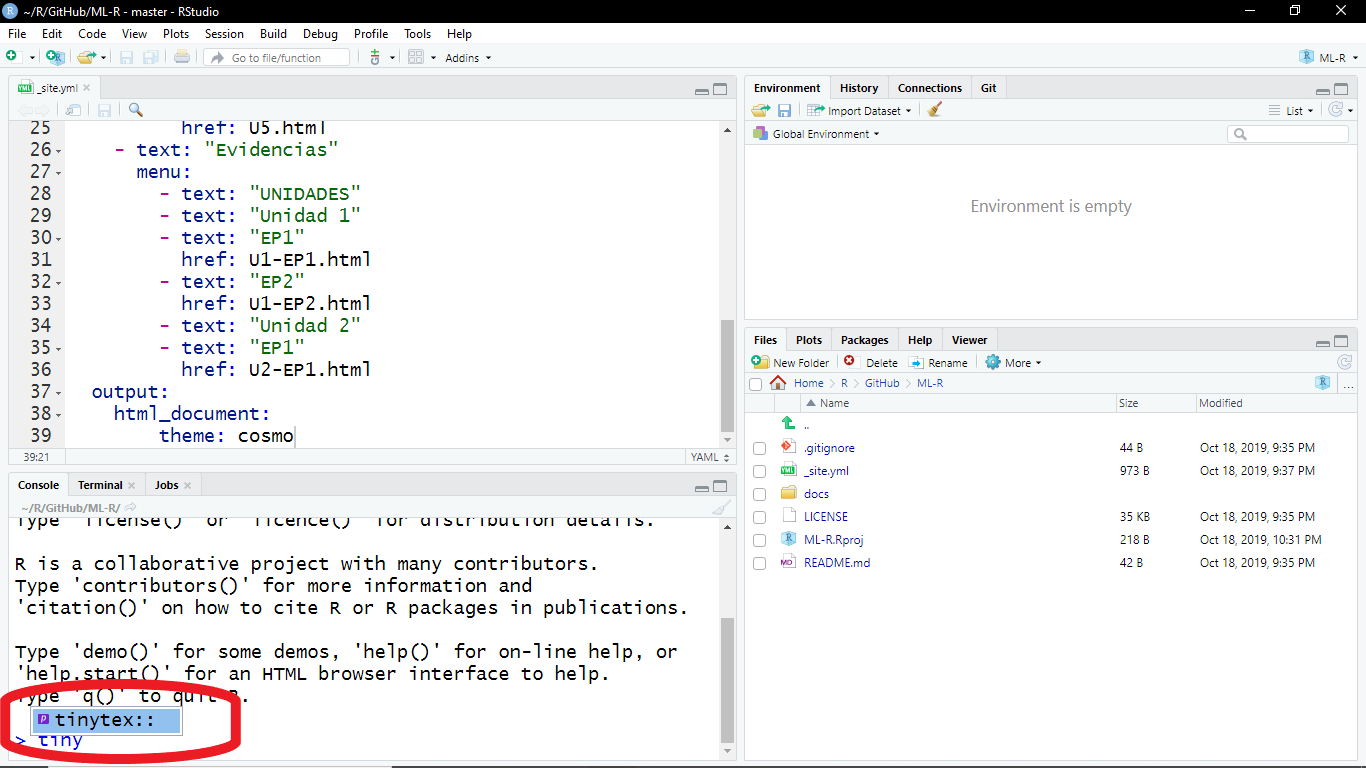 ~/R/GitHub/ML-R - master - RStudio
File Edit Code View Plots Session Build Debug Profile Tools Help
Go to file/function Addins ML-R
_site.yml
25 href: U5.html
26 - text: "Evidencias"
27 menu:
28 - text: "UNIDADES"
29 - text: "Unidad 1"
30 - text: "EP1"
31 href: U1-EP1.html
32 - text: "EP2"
33 href: U1-EP2.html
34 - text: "Unidad 2"
35 - text: "EP1"
36 href: U2-EP1.html
37 output:
38 html_document:
39 theme: cosmo
39:21 YAML
Console Terminal Jobs
~/R/GitHub/ML-R/
Type 'license()' or 'licence()' for distribution details.
R is a collaborative project with many contributors.
Type 'contributors()' for more information and
'citation()' on how to cite R or R packages in publications.
Type 'demo()' for some demos, 'help()' for on-line help, or
'help.start()' for an HTML browser interface to help.
Type 'q()' to quit R.
tinytex::
> tiny
Environment History Connections Git
Import Dataset List
Global Environment
Environment is empty
Files Plots Packages Help Viewer
New Folder Delete Rename More
Home R GitHub ML-R ...
Name Size Modified
..
.gitignore 44 B Oct 18, 2019, 9:35 PM
_site.yml 973 B Oct 18, 2019, 9:37 PM
docs
LICENSE 35 KB Oct 18, 2019, 9:35 PM
ML-R.Rproj 218 B Oct 18, 2019, 10:31 PM
README.md 42 B Oct 18, 2019, 9:35 PM